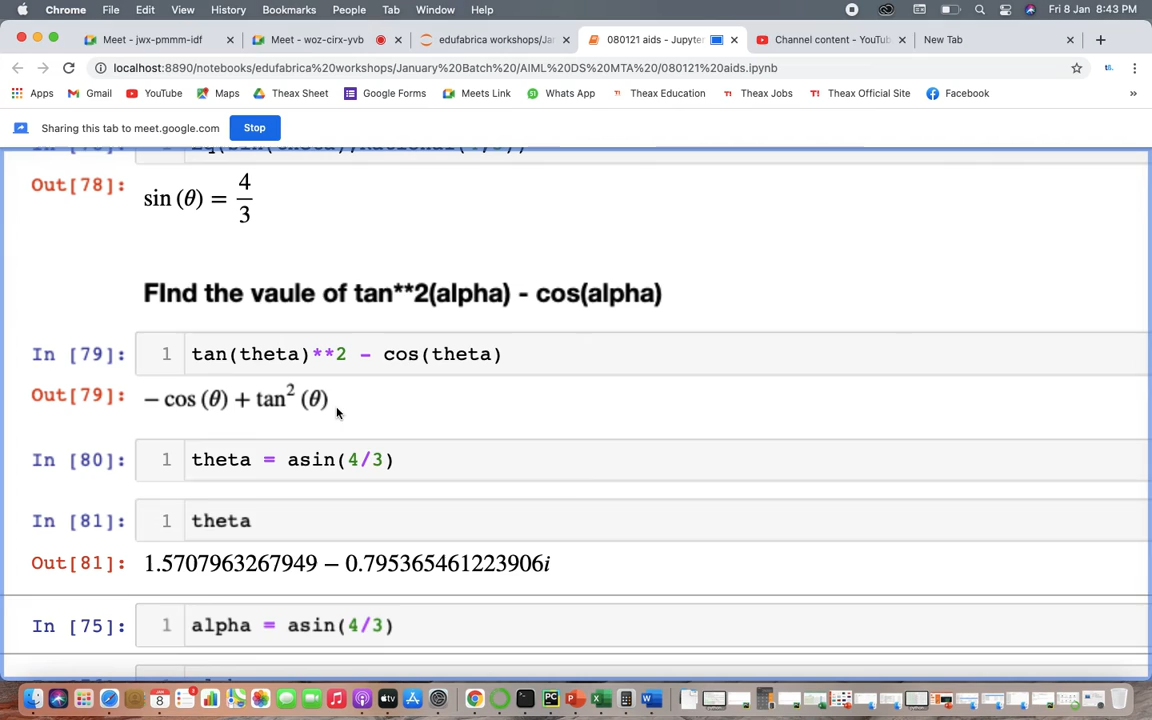 Chrome File Edit View History Bookmarks People Tab Window Help Fri 8 Jan 8:43 PM
Meet - jwx-pmmm-idf Meet - woz-cirx-yvb edufabrica workshops/Jan 080121 aids - Jupyter Channel content - YouTub New Tab
localhost:8890/notebooks/edufabrica%20workshops/January%20Batch%20/AIML%20DS%20MTA%20/080121%20aids.ipynb
Apps Gmail YouTube Maps Theax Sheet Google Forms Meets Link Whats App Theax Education Theax Jobs Theax Official Site Facebook »
Sharing this tab to meet.google.com Stop
Out[78]: sin (θ) = 4/3
FInd the vaule of tan**2(alpha) - cos(alpha)
In [79]: 1 tan(theta)**2 - cos(theta)
Out[79]: − cos (θ) + tan² (θ)
In [80]: 1 theta = asin(4/3)
In [81]: 1 theta
Out[81]: 1.5707963267949 − 0.795365461223906i
In [75]: 1 alpha = asin(4/3)